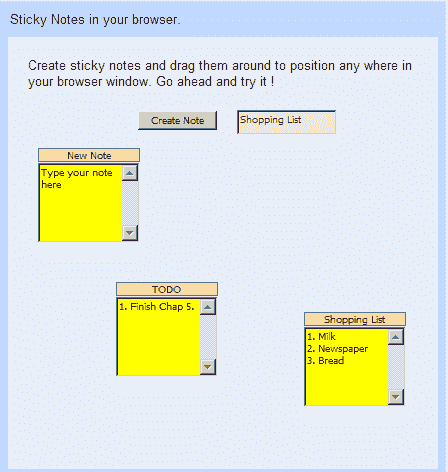 Sticky Notes in your browser.
Create sticky notes and drag them around to position any where in
your browser window. Go ahead and try it !
Create Note
Shopping List
New Note
Type your note
here
TODO
1. Finish Chap 5.
Shopping List
1. Milk
2. Newspaper
3. Bread